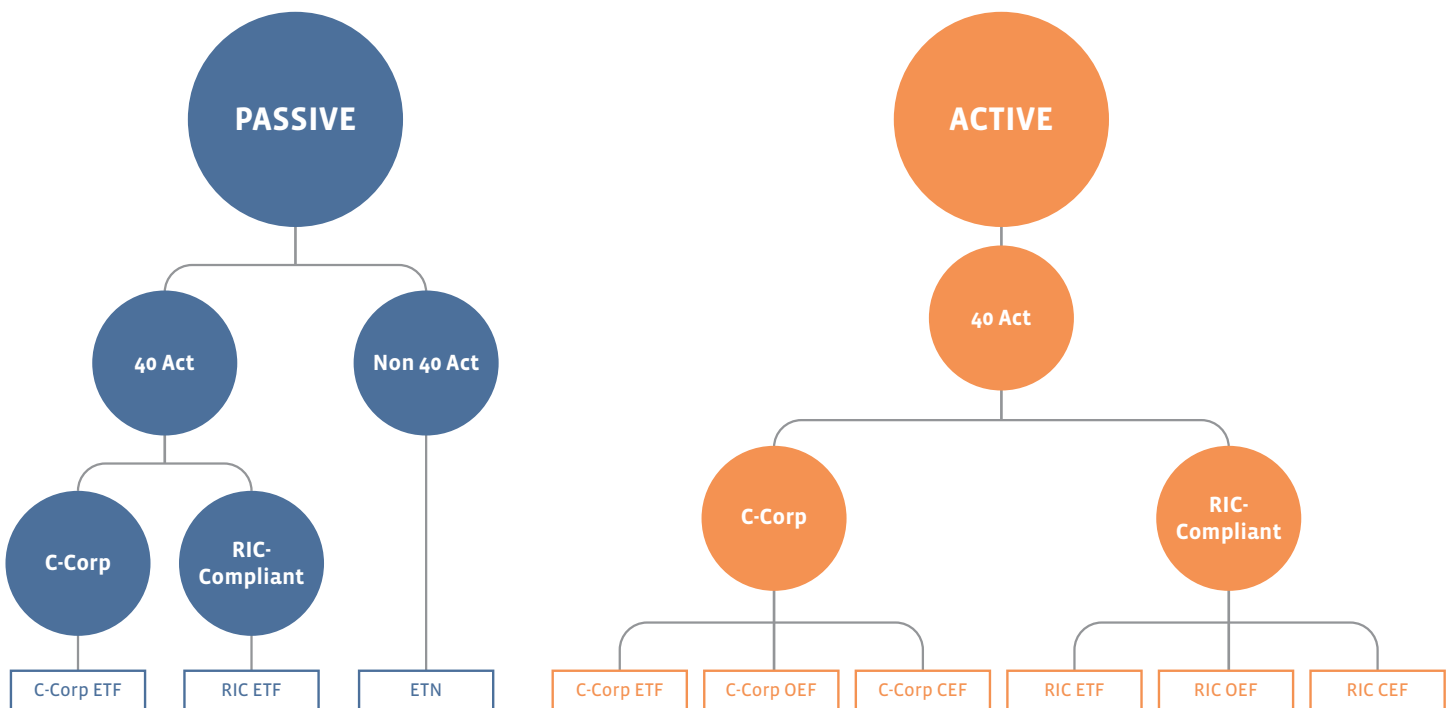 PASSIVE
40 Act
Non 40 Act
C-Corp
RIC-
Compliant
C-Corp ETF
RIC ETF
ETN
ACTIVE
40 Act
C-Corp
RIC-
Compliant
C-Corp ETF
C-Corp OEF
C-Corp CEF
RIC ETF
RIC OEF
RIC CEF